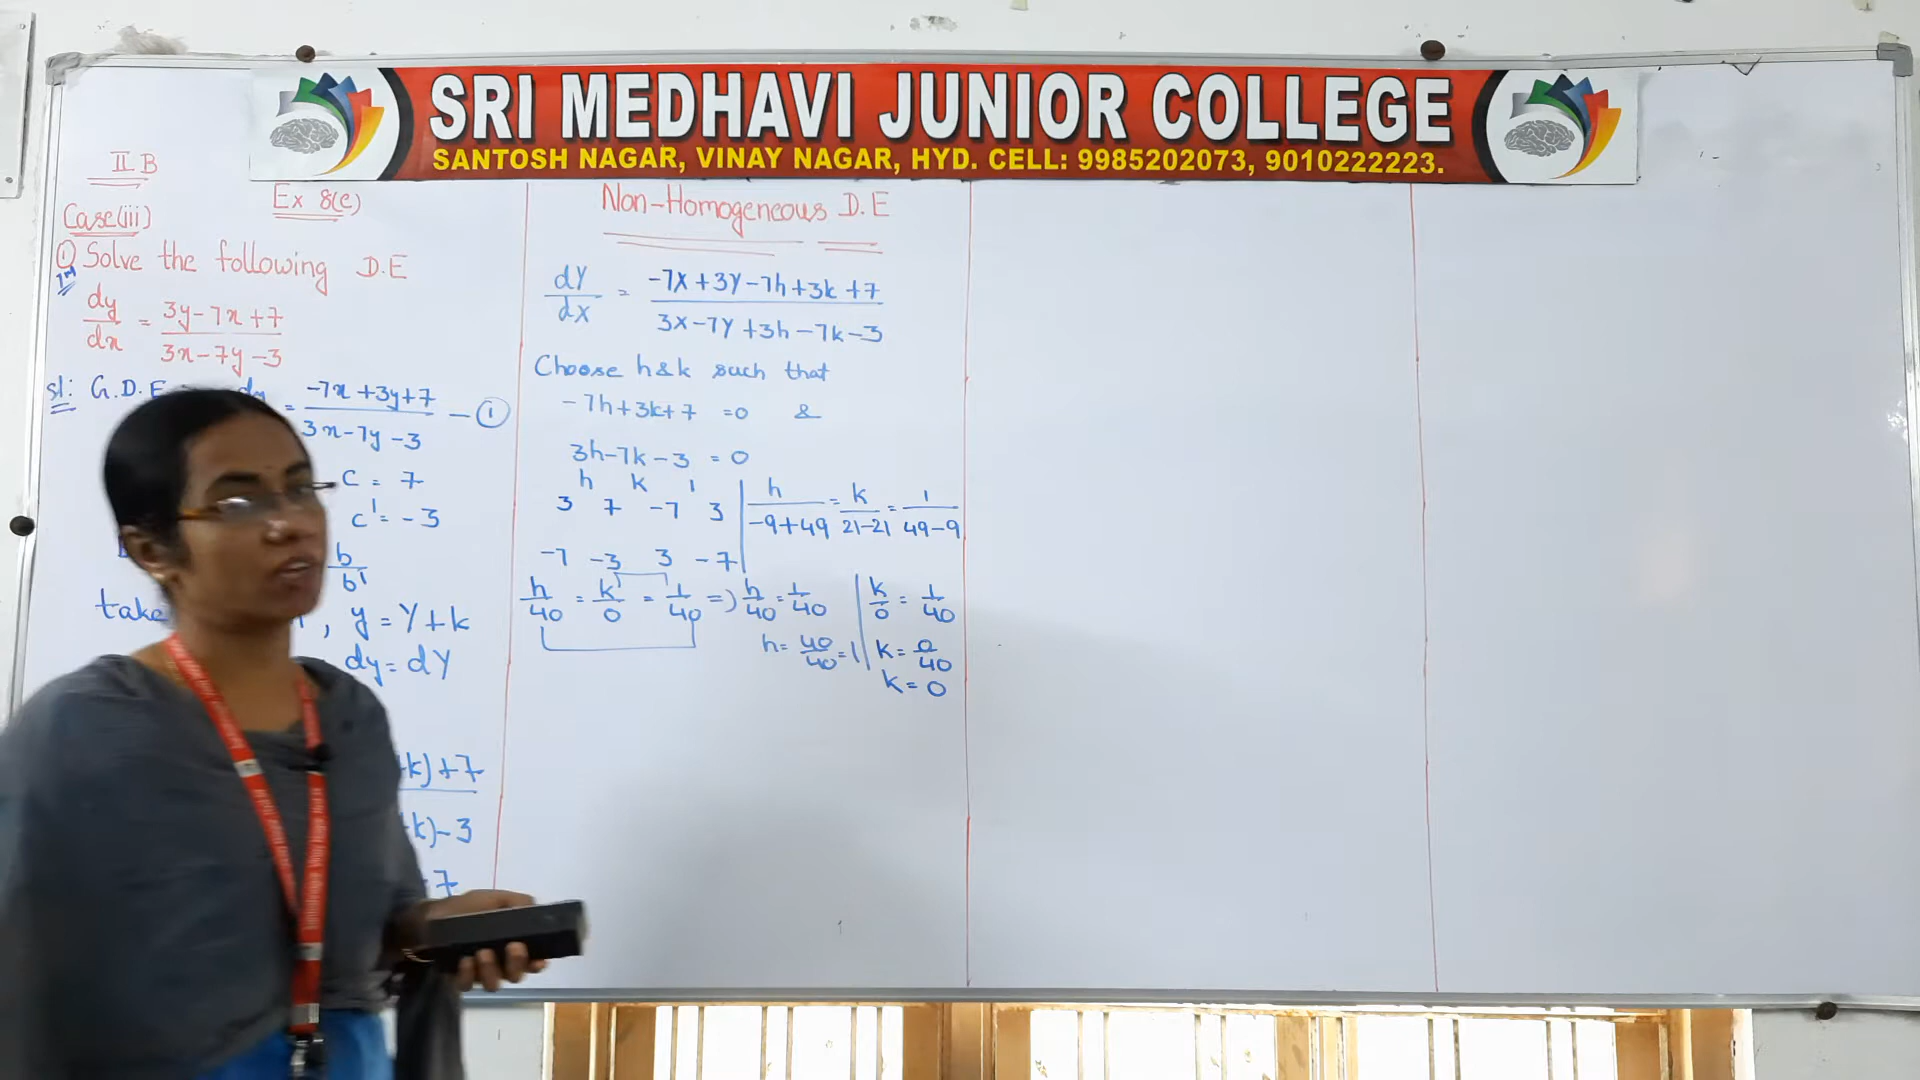 SRI MEDHAVI JUNIOR COLLEGE
SANTOSH NAGAR, VINAY NAGAR, HYD. CELL: 9985202073, 9010222223.
II B
Ex 8(e)
Case(iii)
① Solve the following D.E
dy/dx = (3y-7x+7)/(3x-7y-3)
sl: G.D.E dy = (-7x+3y+7)/(3x-7y-3) - ①
c = 7
c' = -3
b/b'
take , y = Y+k
dy = dY
k)+7
k)-3
7
Non-Homogeneous D.E
dY/dX = (-7X+3Y-7h+3k+7)/(3X-7Y+3h-7k-3)
Choose h&k such that
-7h+3k+7 = 0 &
3h-7k-3 = 0
h k 1
3 7 -7 3
-7 -3 3 -7
h/(-9+49) = k/(21-21) = 1/(49-9)
h/40 = k/0 = 1/40 => h/40 = 1/40
h = 40/40 = 1
k/0 = 1/40
k = 0/40
k = 0